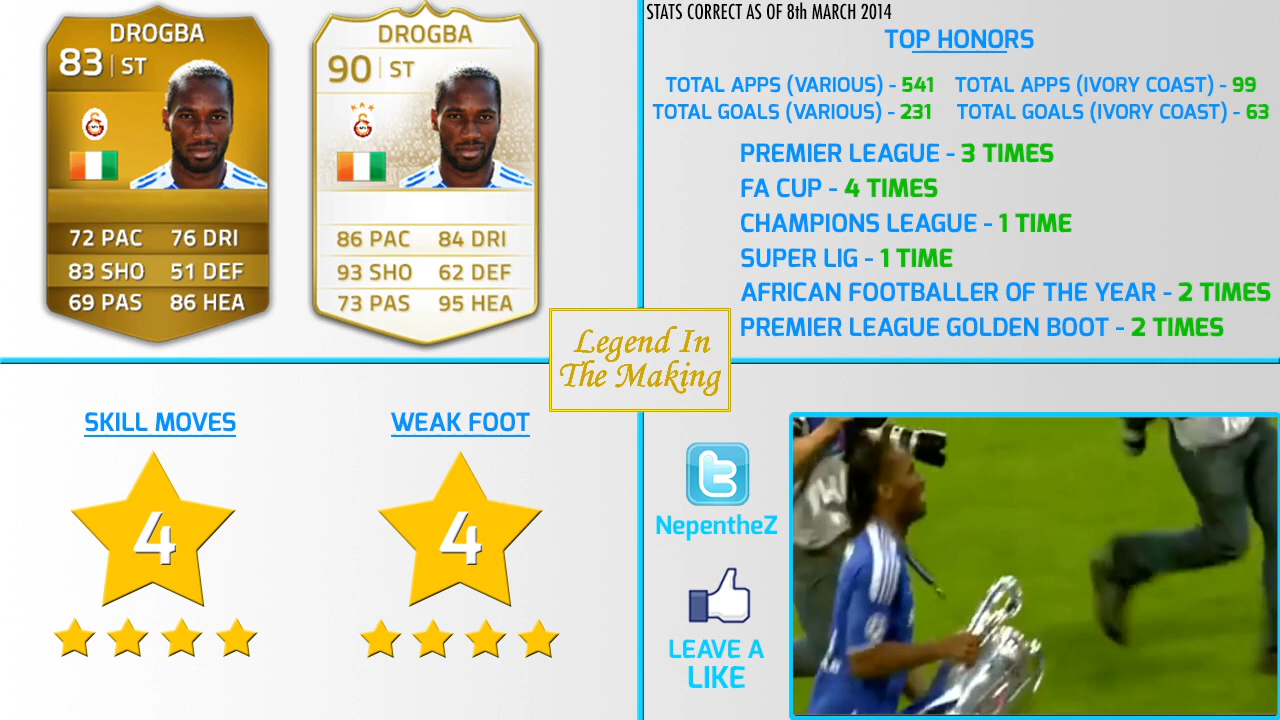 DROGBA
83 ST
72 PAC 76 DRI
83 SHO 51 DEF
69 PAS 86 HEA
DROGBA
90 ST
86 PAC 84 DRI
93 SHO 62 DEF
73 PAS 95 HEA
STATS CORRECT AS OF 8th MARCH 2014
TOP HONORS
TOTAL APPS (VARIOUS) - 541 TOTAL APPS (IVORY COAST) - 99
TOTAL GOALS (VARIOUS) - 231 TOTAL GOALS (IVORY COAST) - 63
PREMIER LEAGUE - 3 TIMES
FA CUP - 4 TIMES
CHAMPIONS LEAGUE - 1 TIME
SUPER LIG - 1 TIME
AFRICAN FOOTBALLER OF THE YEAR - 2 TIMES
PREMIER LEAGUE GOLDEN BOOT - 2 TIMES
Legend In
The Making
SKILL MOVES
4
WEAK FOOT
4
NepentheZ
LEAVE A
LIKE